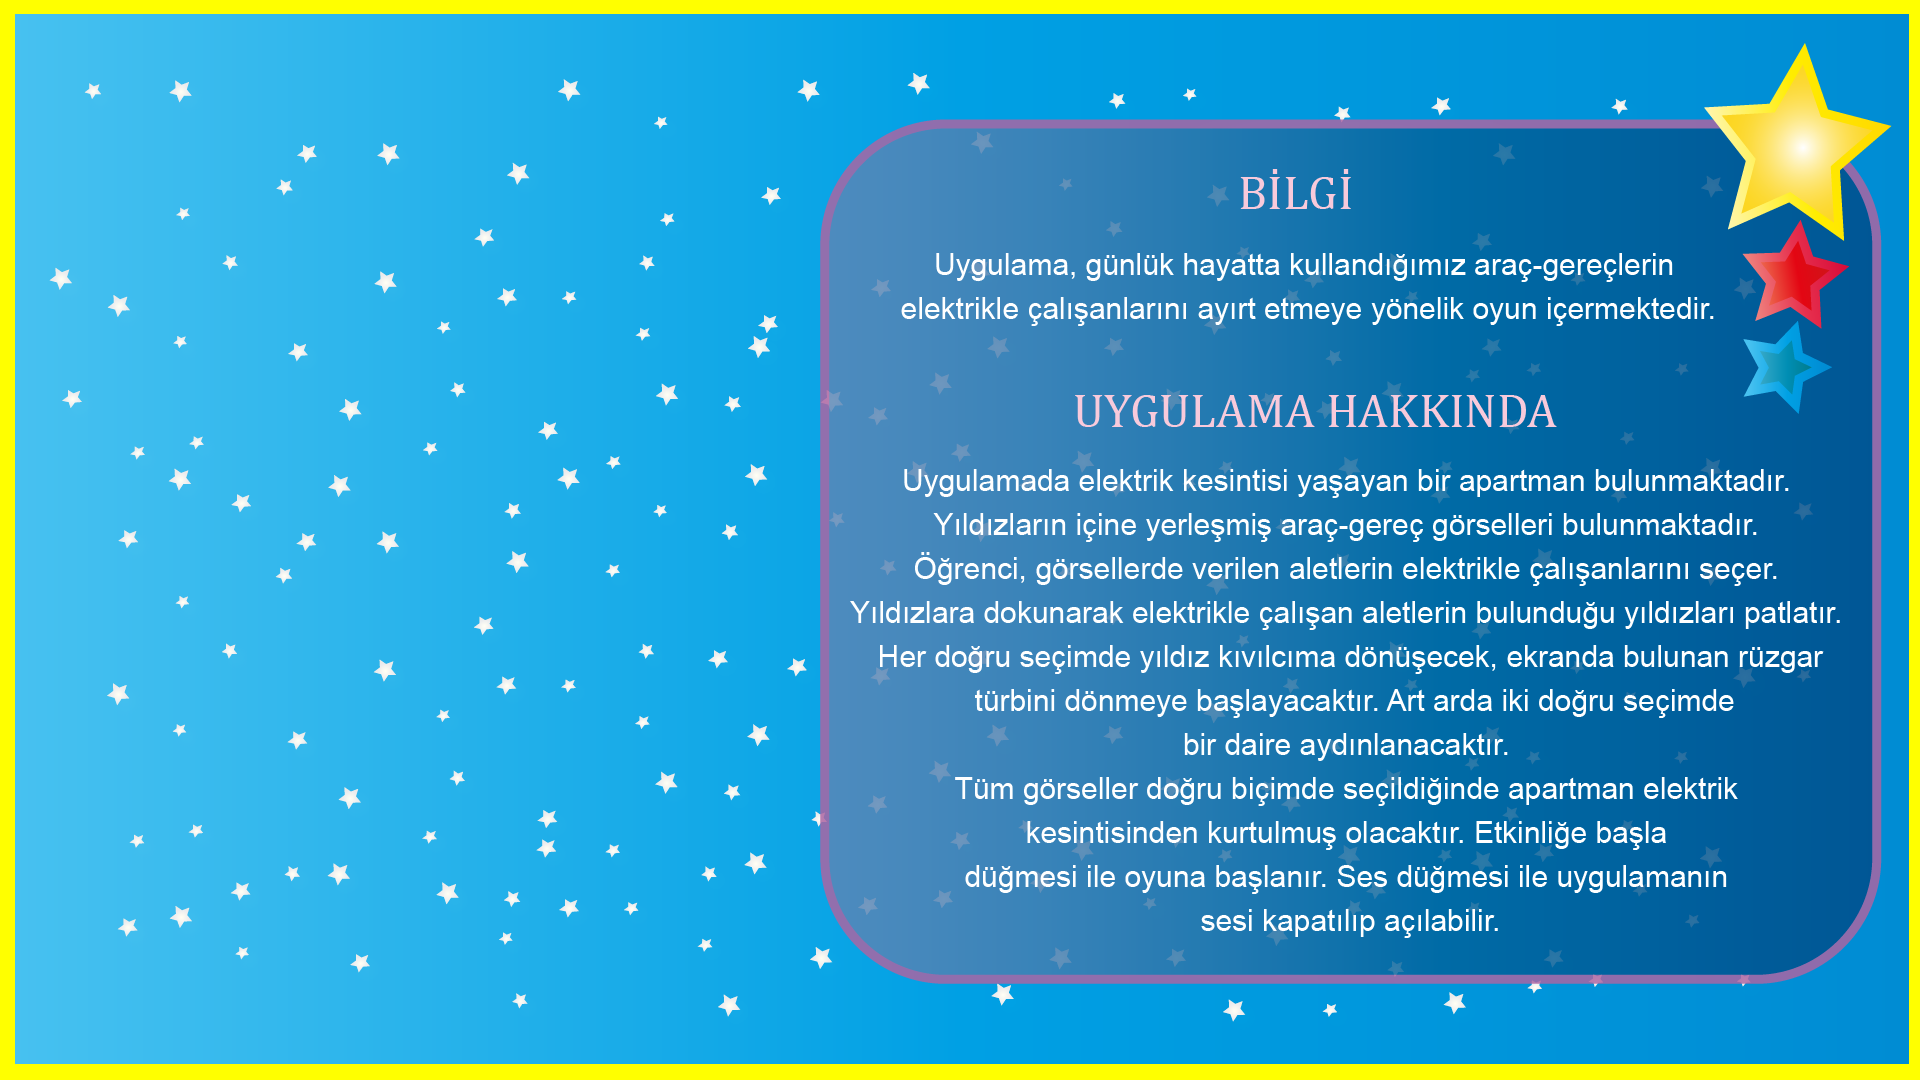 BİLGİ
Uygulama, günlük hayatta kullandığımız araç-gereçlerin
elektrikle çalışanlarını ayırt etmeye yönelik oyun içermektedir.
UYGULAMA HAKKINDA
Uygulamada elektrik kesintisi yaşayan bir apartman bulunmaktadır.
Yıldızların içine yerleşmiş araç-gereç görselleri bulunmaktadır.
Öğrenci, görsellerde verilen aletlerin elektrikle çalışanlarını seçer.
Yıldızlara dokunarak elektrikle çalışan aletlerin bulunduğu yıldızları patlatır.
Her doğru seçimde yıldız kıvılcıma dönüşecek, ekranda bulunan rüzgar
türbini dönmeye başlayacaktır. Art arda iki doğru seçimde
bir daire aydınlanacaktır.
Tüm görseller doğru biçimde seçildiğinde apartman elektrik
kesintisinden kurtulmuş olacaktır. Etkinliğe başla
düğmesi ile oyuna başlanır. Ses düğmesi ile uygulamanın
sesi kapatılıp açılabilir.